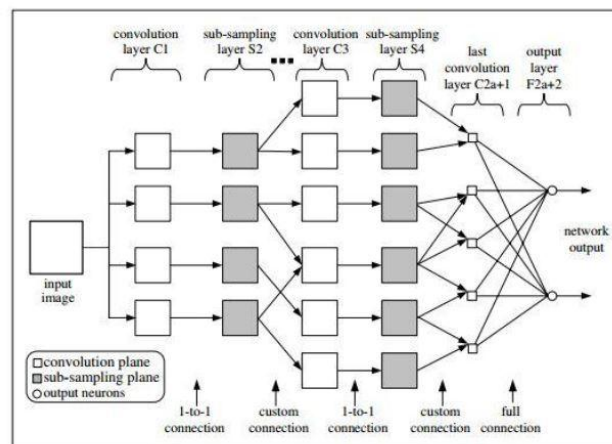 convolution
layer C1
sub-sampling
layer S2
convolution
layer C3
sub-sampling
layer S4
last
convolution
layer C2a+1
output
layer
F2a+2
input
image
network
output
convolution plane
sub-sampling plane
output neurons
1-to-1
connection
custom
connection
1-to-1
connection
custom
connection
full
connection